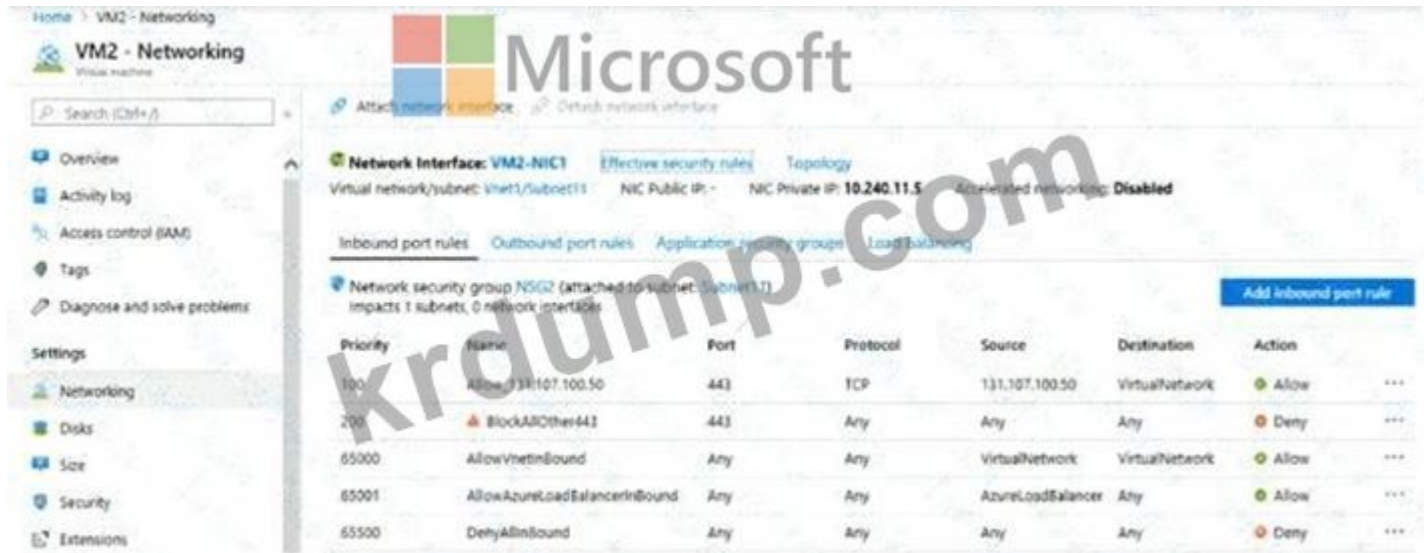 Home > VM2 - Networking
Microsoft
VM2 - Networking
Virtual machine
Search (Ctrl+/)
Attach network interface Detach network interface
Overview
Activity log
Access control (IAM)
Tags
Diagnose and solve problems
Settings
Networking
Disks
Size
Security
Extensions
Network Interface: VM2-NIC1 Effective security rules Topology
Virtual network/subnet: Vnet1/Subnet11 NIC Public IP: - NIC Private IP: 10.240.11.5 Accelerated networking: Disabled
Inbound port rules Outbound port rules Application security groups Load balancing
Network security group NSG2 (attached to subnet: Subnet11)
Impacts 1 subnets, 0 network interfaces
Add inbound port rule
Priority Name Port Protocol Source Destination Action
100 Allow_131.107.100.50 443 TCP 131.107.100.50 VirtualNetwork Allow ...
200 BlockAllOther443 443 Any Any Any Deny ...
65000 AllowVnetInBound Any Any VirtualNetwork VirtualNetwork Allow ...
65001 AllowAzureLoadBalancerInBound Any Any AzureLoadBalancer Any Allow ...
65500 DenyAllInBound Any Any Any Any Deny ...
krdump.com